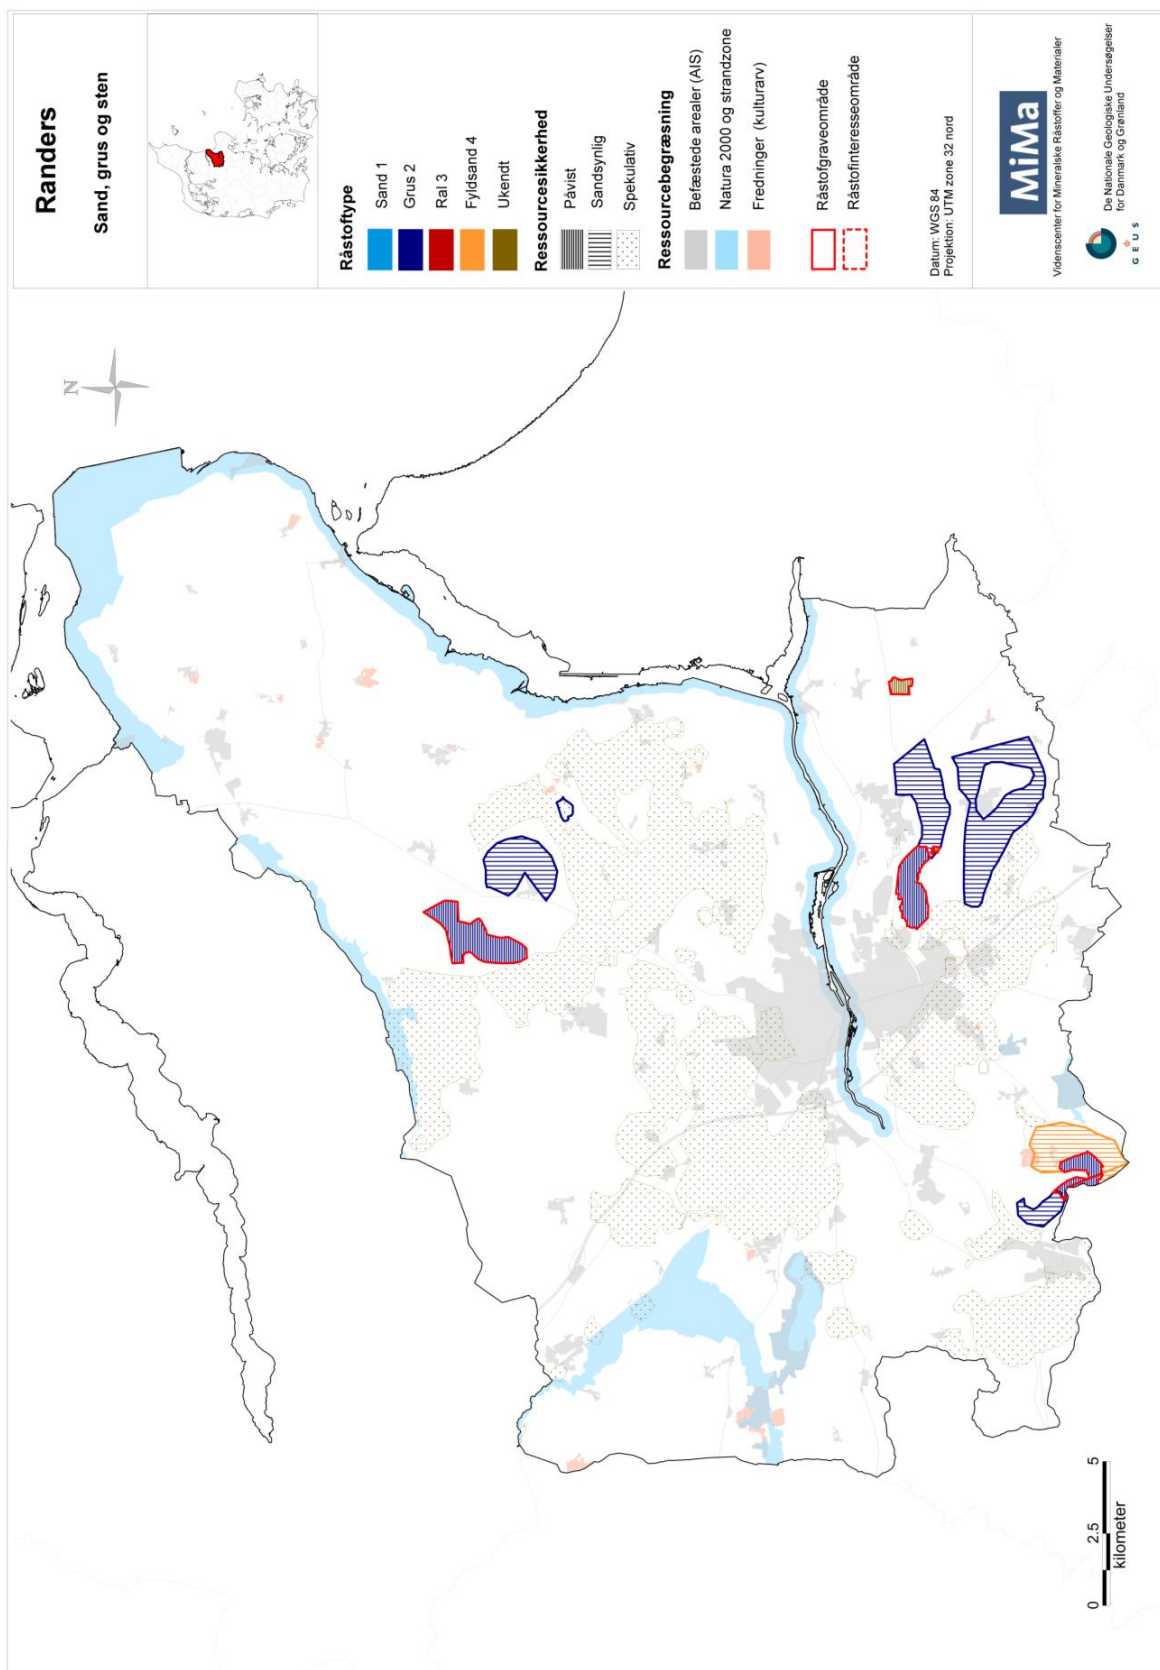 Randers
Sand, grus og sten
Råstoftype
Sand 1
Grus 2
Ral 3
Fyldsand 4
Ukendt
Ressourcesikkerhed
Påvist
Sandsynlig
Spekulativ
Ressourcebegræsning
Befæstede arealer (AIS)
Natura 2000 og strandzone
Fredninger (kulturarv)
Råstofgraveområde
Råstofinterresseområde
Datum: WGS 84
Projektion: UTM zone 32 nord
MiMa
Videnscenter for Mineralske Råstoffer og Materialer
G E U S
De Nationale Geologiske Undersøgelser
for Danmark og Grønland
N
0 2.5 5
kilometer